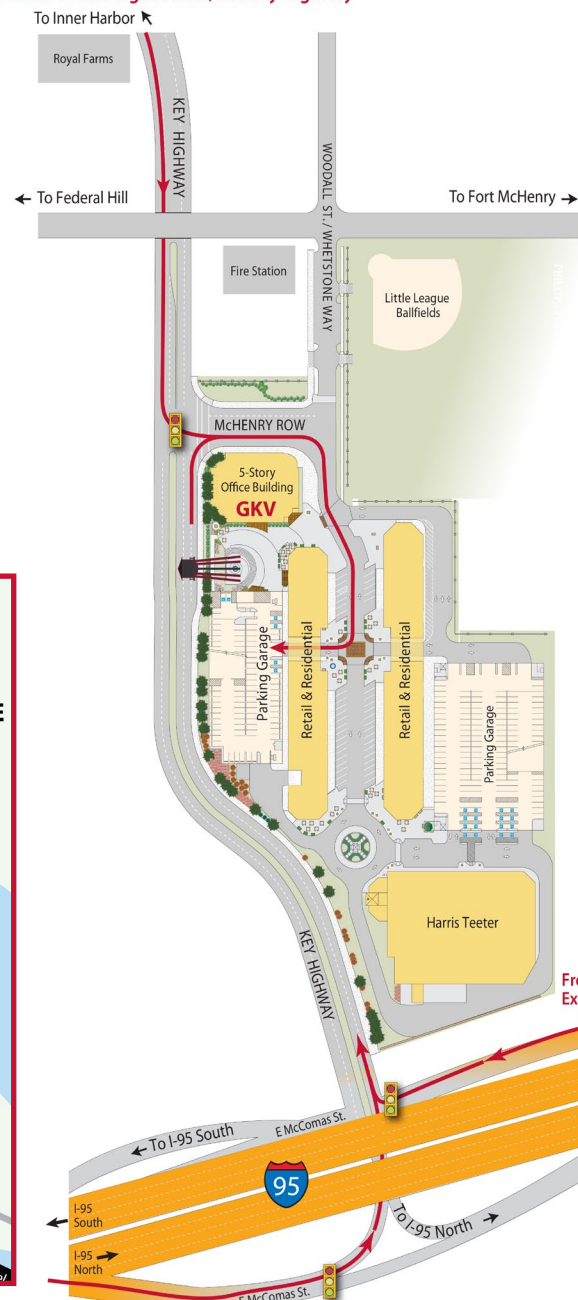 To Inner Harbor
Royal Farms
KEY HIGHWAY
To Federal Hill
To Fort McHenry
WOODALL ST. / WHETSTONE WAY
Fire Station
Little League
Ballfields
McHENRY ROW
5-Story
Office Building
GKV
Parking Garage
Retail & Residential
Retail & Residential
Parking Garage
Harris Teeter
KEY HIGHWAY
To I-95 South
E McComas St.
95
I-95
South
I-95
North
To I-95 North
E McComas St.